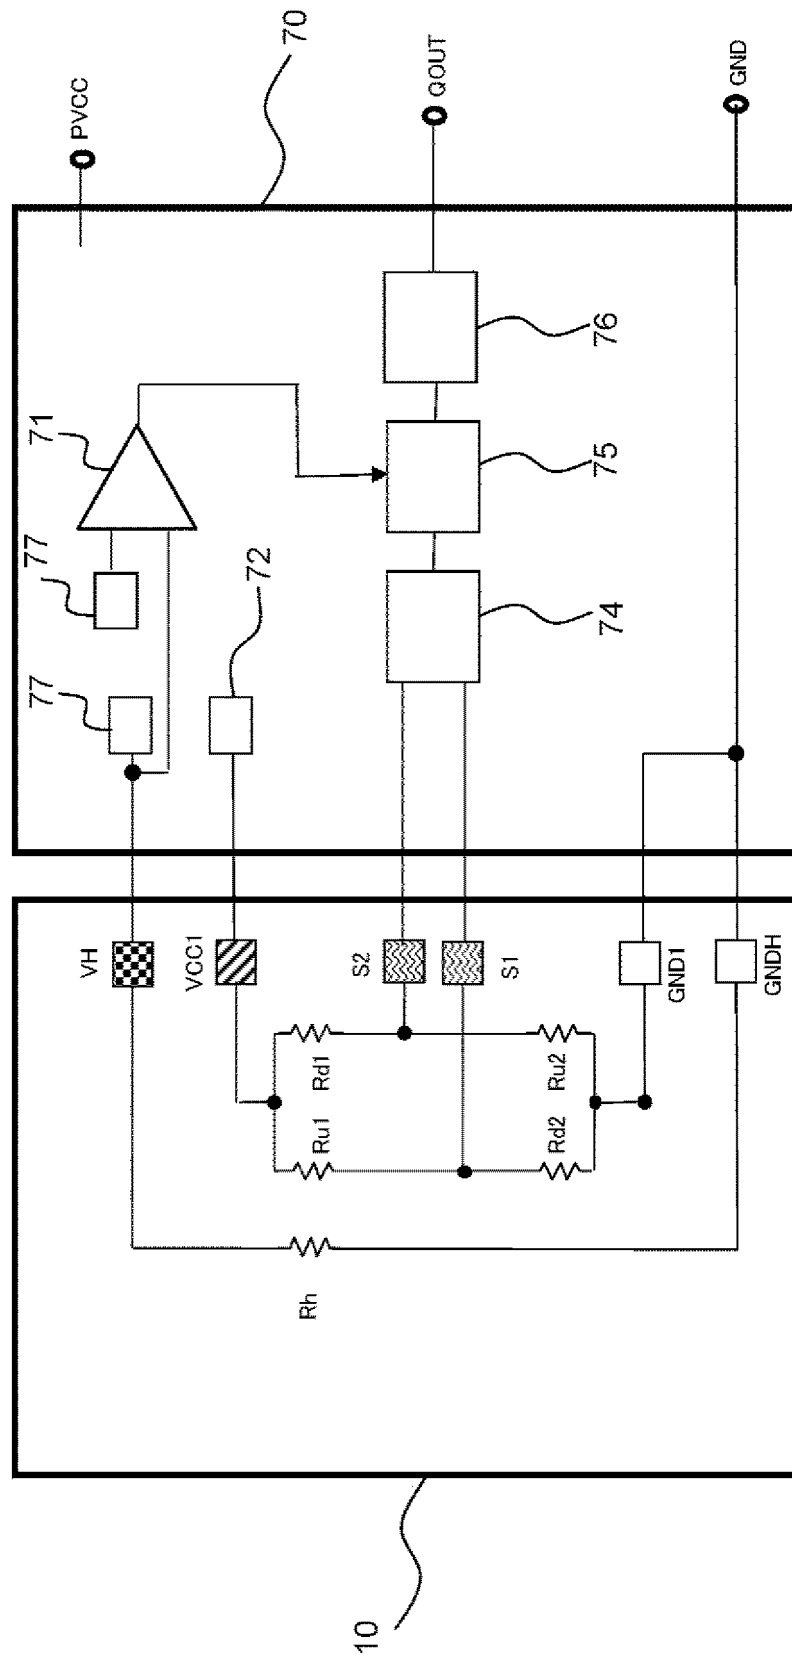 10
Rh
VH
VCC1
Ru1
Rd1
S2
S1
Rd2
Ru2
GND1
GNDH
77
77
71
72
74
75
76
70
PVCC
QOUT
GND